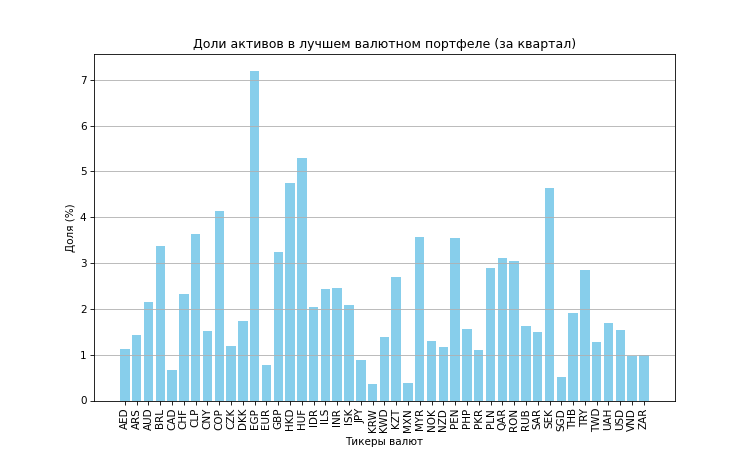 Доли активов в лучшем валютном портфеле (за квартал)
Доля (%)
7
6
5
4
3
2
1
0
AED ARS AUD BRL CAD CHF CLP CNY COP CZK DKK EGP EUR GBP HKD HUF IDR ILS INR ISK JPY KRW KWD KZT MXN MYR NOK NZD PEN PHP PKR PLN QAR RON RUB SAR SEK SGD THB TRY TWD UAH USD VND ZAR
Тикеры валют